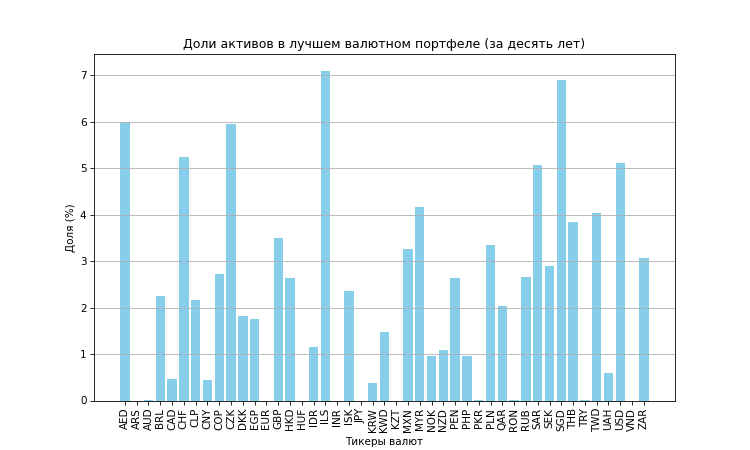 Доли активов в лучшем валютном портфеле (за десять лет)
Доля (%)
7
6
5
4
3
2
1
0
AED
ARS
AUD
BRL
CAD
CHF
CLP
CNY
COP
CZK
DKK
EGP
EUR
GBP
HKD
HUF
IDR
ILS
INR
ISK
JPY
KRW
KWD
KZT
MXN
MYR
NOK
NZD
PEN
PHP
PKR
PLN
QAR
RON
RUB
SAR
SEK
SGD
THB
TRY
TWD
UAH
USD
VND
ZAR
Тикеры валют